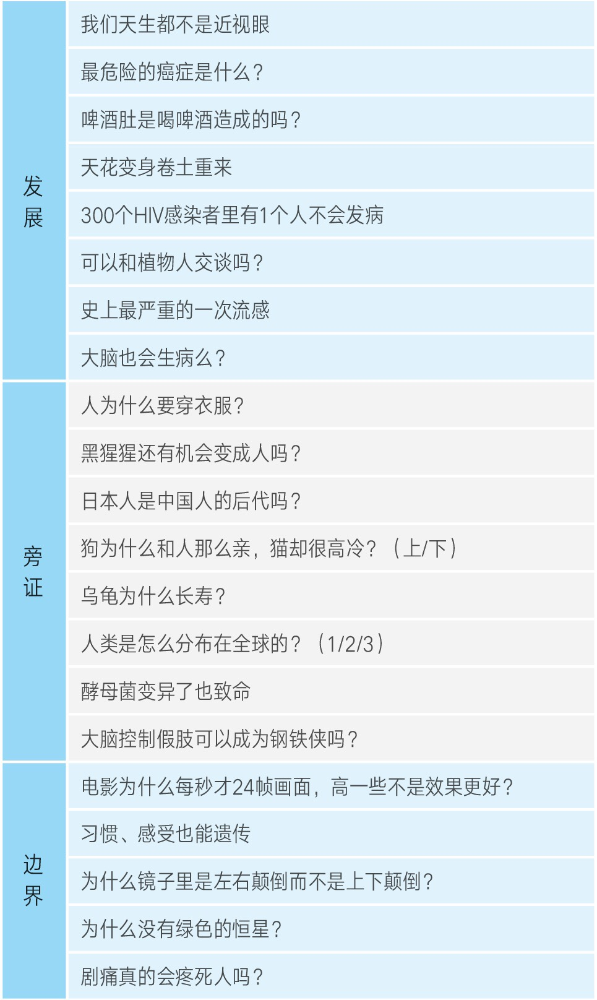 发展
我们天生都不是近视眼
最危险的癌症是什么？
啤酒肚是喝啤酒造成的吗？
天花变身卷土重来
300个HIV感染者里有1个人不会发病
可以和植物人交谈吗？
史上最严重的一次流感
大脑也会生病么？
旁证
人为什么要穿衣服？
黑猩猩还有机会变成人吗？
日本人是中国人的后代吗？
狗为什么和人那么亲，猫却很高冷？（上/下）
乌龟为什么长寿？
人类是怎么分布在全球的？（1/2/3）
酵母菌变异了也致命
大脑控制假肢可以成为钢铁侠吗？
边界
电影为什么每秒才24帧画面，高一些不是效果更好？
习惯、感受也能遗传
为什么镜子里是左右颠倒而不是上下颠倒？
为什么没有绿色的恒星？
剧痛真的会疼死人吗？